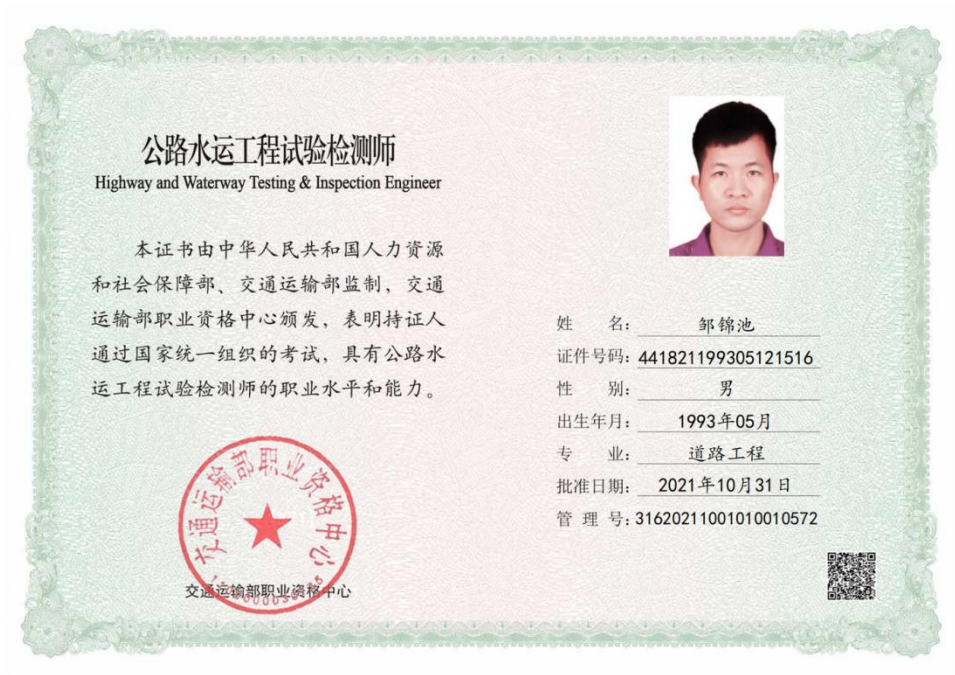 公路水运工程试验检测师
Highway and Waterway Testing & Inspection Engineer
本证书由中华人民共和国人力资源
和社会保障部、交通运输部监制，交通
运输部职业资格中心颁发，表明持证人
通过国家统一组织的考试，具有公路水
运工程试验检测师的职业水平和能力。
交通运输部职业资格中心
交通运输部职业资格中心
姓 名： 邹锦池
证件号码： 441821199305121516
性 别： 男
出生年月： 1993年05月
专 业： 道路工程
批准日期： 2021年10月31日
管 理 号： 31620211001010010572